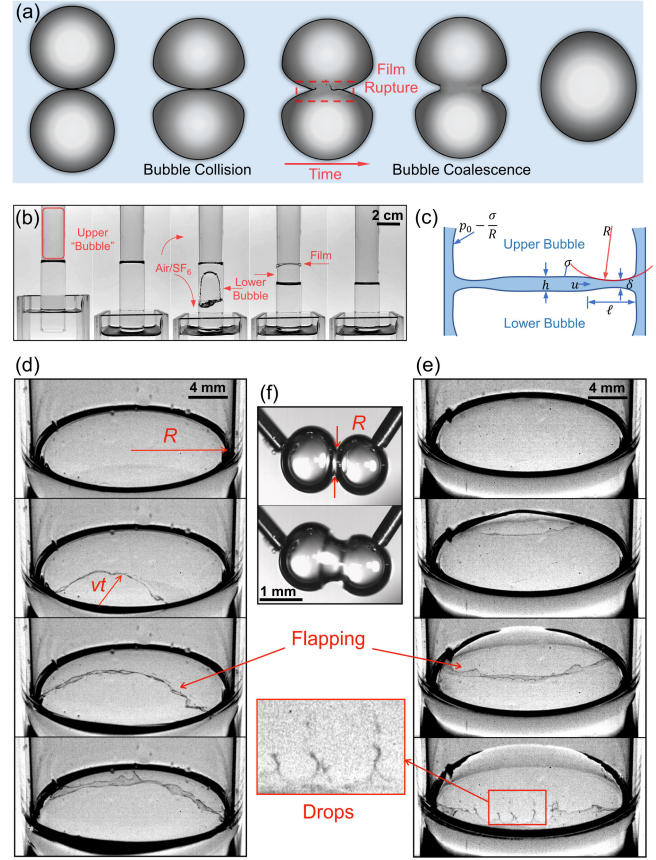 (a)
Film
Rupture
Bubble Collision
Time
Bubble Coalescence
(b)
2 cm
Upper
"Bubble"
Air/SF6
Lower
Bubble
Film
(c)
p0 − σ/R
R
Upper Bubble
σ
h
u
δ
ℓ
Lower Bubble
(d)
4 mm
R
vt
(f)
R
1 mm
Flapping
Drops
(e)
4 mm